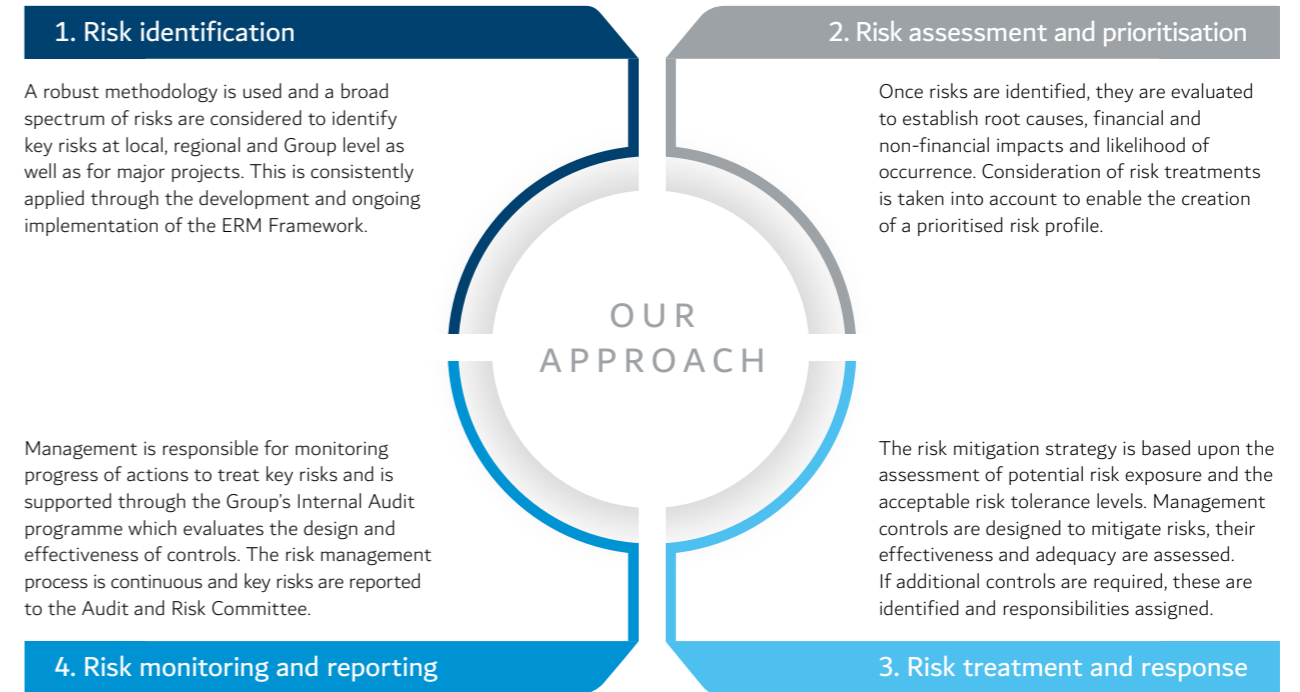 1. Risk identification
A robust methodology is used and a broad
spectrum of risks are considered to identify
key risks at local, regional and Group level as
well as for major projects. This is consistently
applied through the development and ongoing
implementation of the ERM Framework.
2. Risk assessment and prioritisation
Once risks are identified, they are evaluated
to establish root causes, financial and
non-financial impacts and likelihood of
occurrence. Consideration of risk treatments
is taken into account to enable the creation
of a prioritised risk profile.
OUR
APPROACH
The risk mitigation strategy is based upon the
assessment of potential risk exposure and the
acceptable risk tolerance levels. Management
controls are designed to mitigate risks, their
effectiveness and adequacy are assessed.
If additional controls are required, these are
identified and responsibilities assigned.
3. Risk treatment and response
Management is responsible for monitoring
progress of actions to treat key risks and is
supported through the Group's Internal Audit
programme which evaluates the design and
effectiveness of controls. The risk management
process is continuous and key risks are reported
to the Audit and Risk Committee.
4. Risk monitoring and reporting